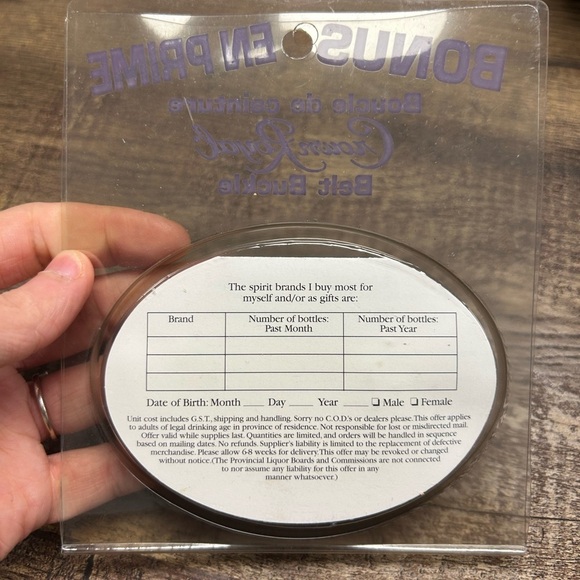 BONUS EN PRIME
Boucle de ceinture
Crown Royal
Belt Buckle
The spirit brands I buy most for
myself and/or as gifts are:
Brand Number of bottles: Past Month Number of bottles: Past Year
Date of Birth: Month ___ Day ___ Year ___ ❏ Male ❏ Female
Unit cost includes G.S.T., shipping and handling. Sorry no C.O.D.'s or dealers please. This offer applies
to adults of legal drinking age in province of residence. Not responsible for lost or misdirected mail.
Offer valid while supplies last. Quantities are limited, and orders will be handled in sequence
based on mailing dates. No refunds. Supplier's liability is limited to the replacement of defective
merchandise. Please allow 6-8 weeks for delivery. This offer may be revoked or changed
without notice. (The Provincial Liquor Boards and Commissions are not connected
to nor assume any liability for this offer in any
manner whatsoever.)